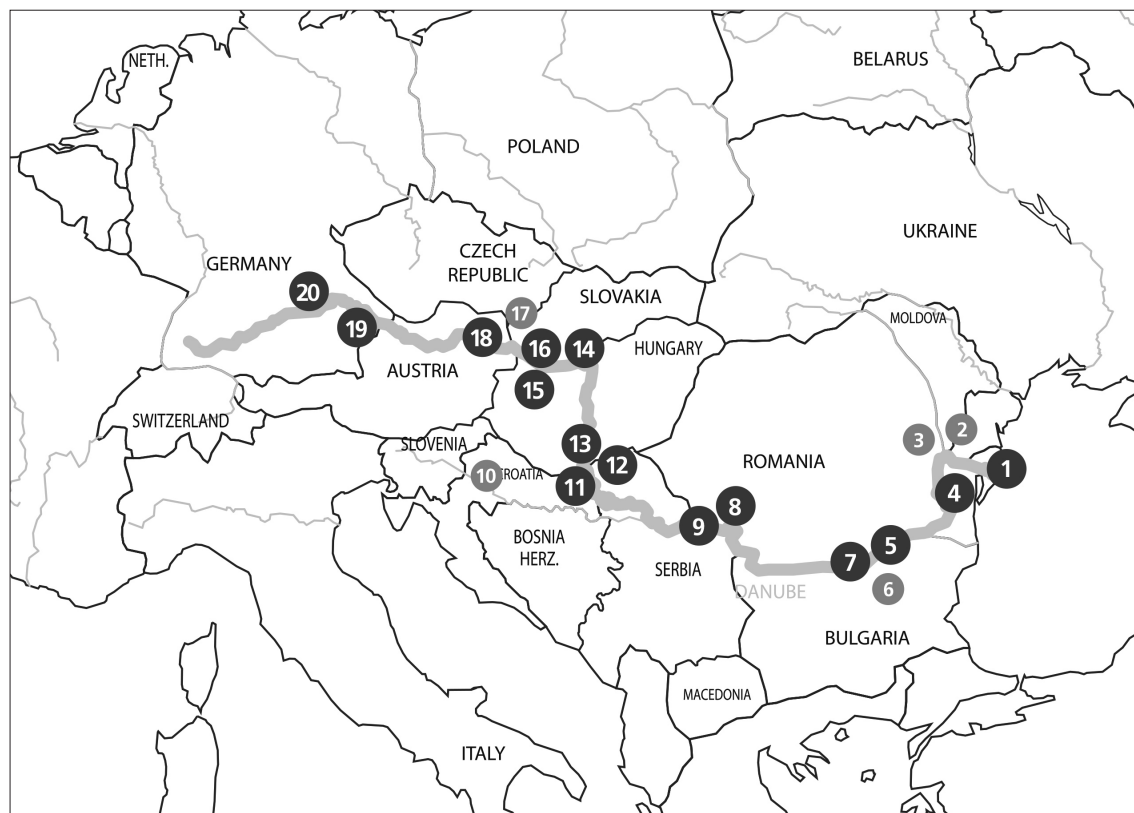 NETH.
BELARUS
POLAND
UKRAINE
CZECH
REPUBLIC
GERMANY
20
SLOVAKIA
17
MOLDOVA
19
18
16
14
HUNGARY
AUSTRIA
15
SWITZERLAND
SLOVENIA
13
12
3
2
ROMANIA
1
10
CROATIA
11
4
8
9
BOSNIA
HERZ.
5
7
SERBIA
6
DANUBE
BULGARIA
MACEDONIA
ITALY